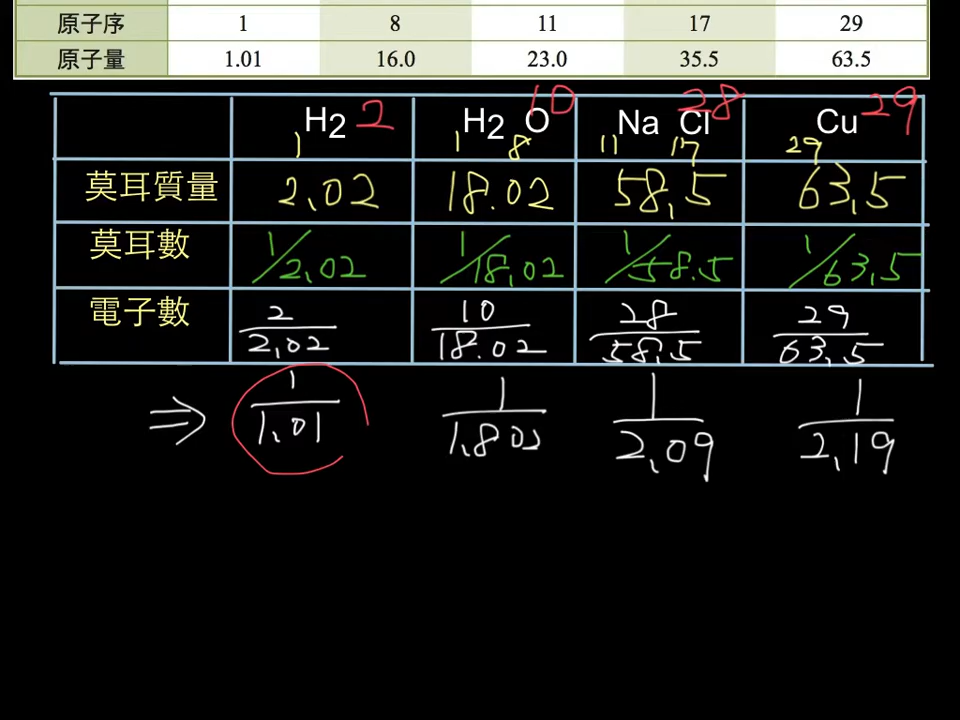 原子序 1 8 11 17 29
原子量 1.01 16.0 23.0 35.5 63.5
H2 2 H2 O 10 Na Cl 28 Cu 29
1 1 8 11 17 29
莫耳質量 2.02 18.02 58.5 63.5
莫耳數 1/2.02 1/18.02 1/58.5 1/63.5
電子數 2/2.02 10/18.02 28/58.5 29/63.5
⇒ 1/1.01 1/1.802 1/2.09 1/2.19